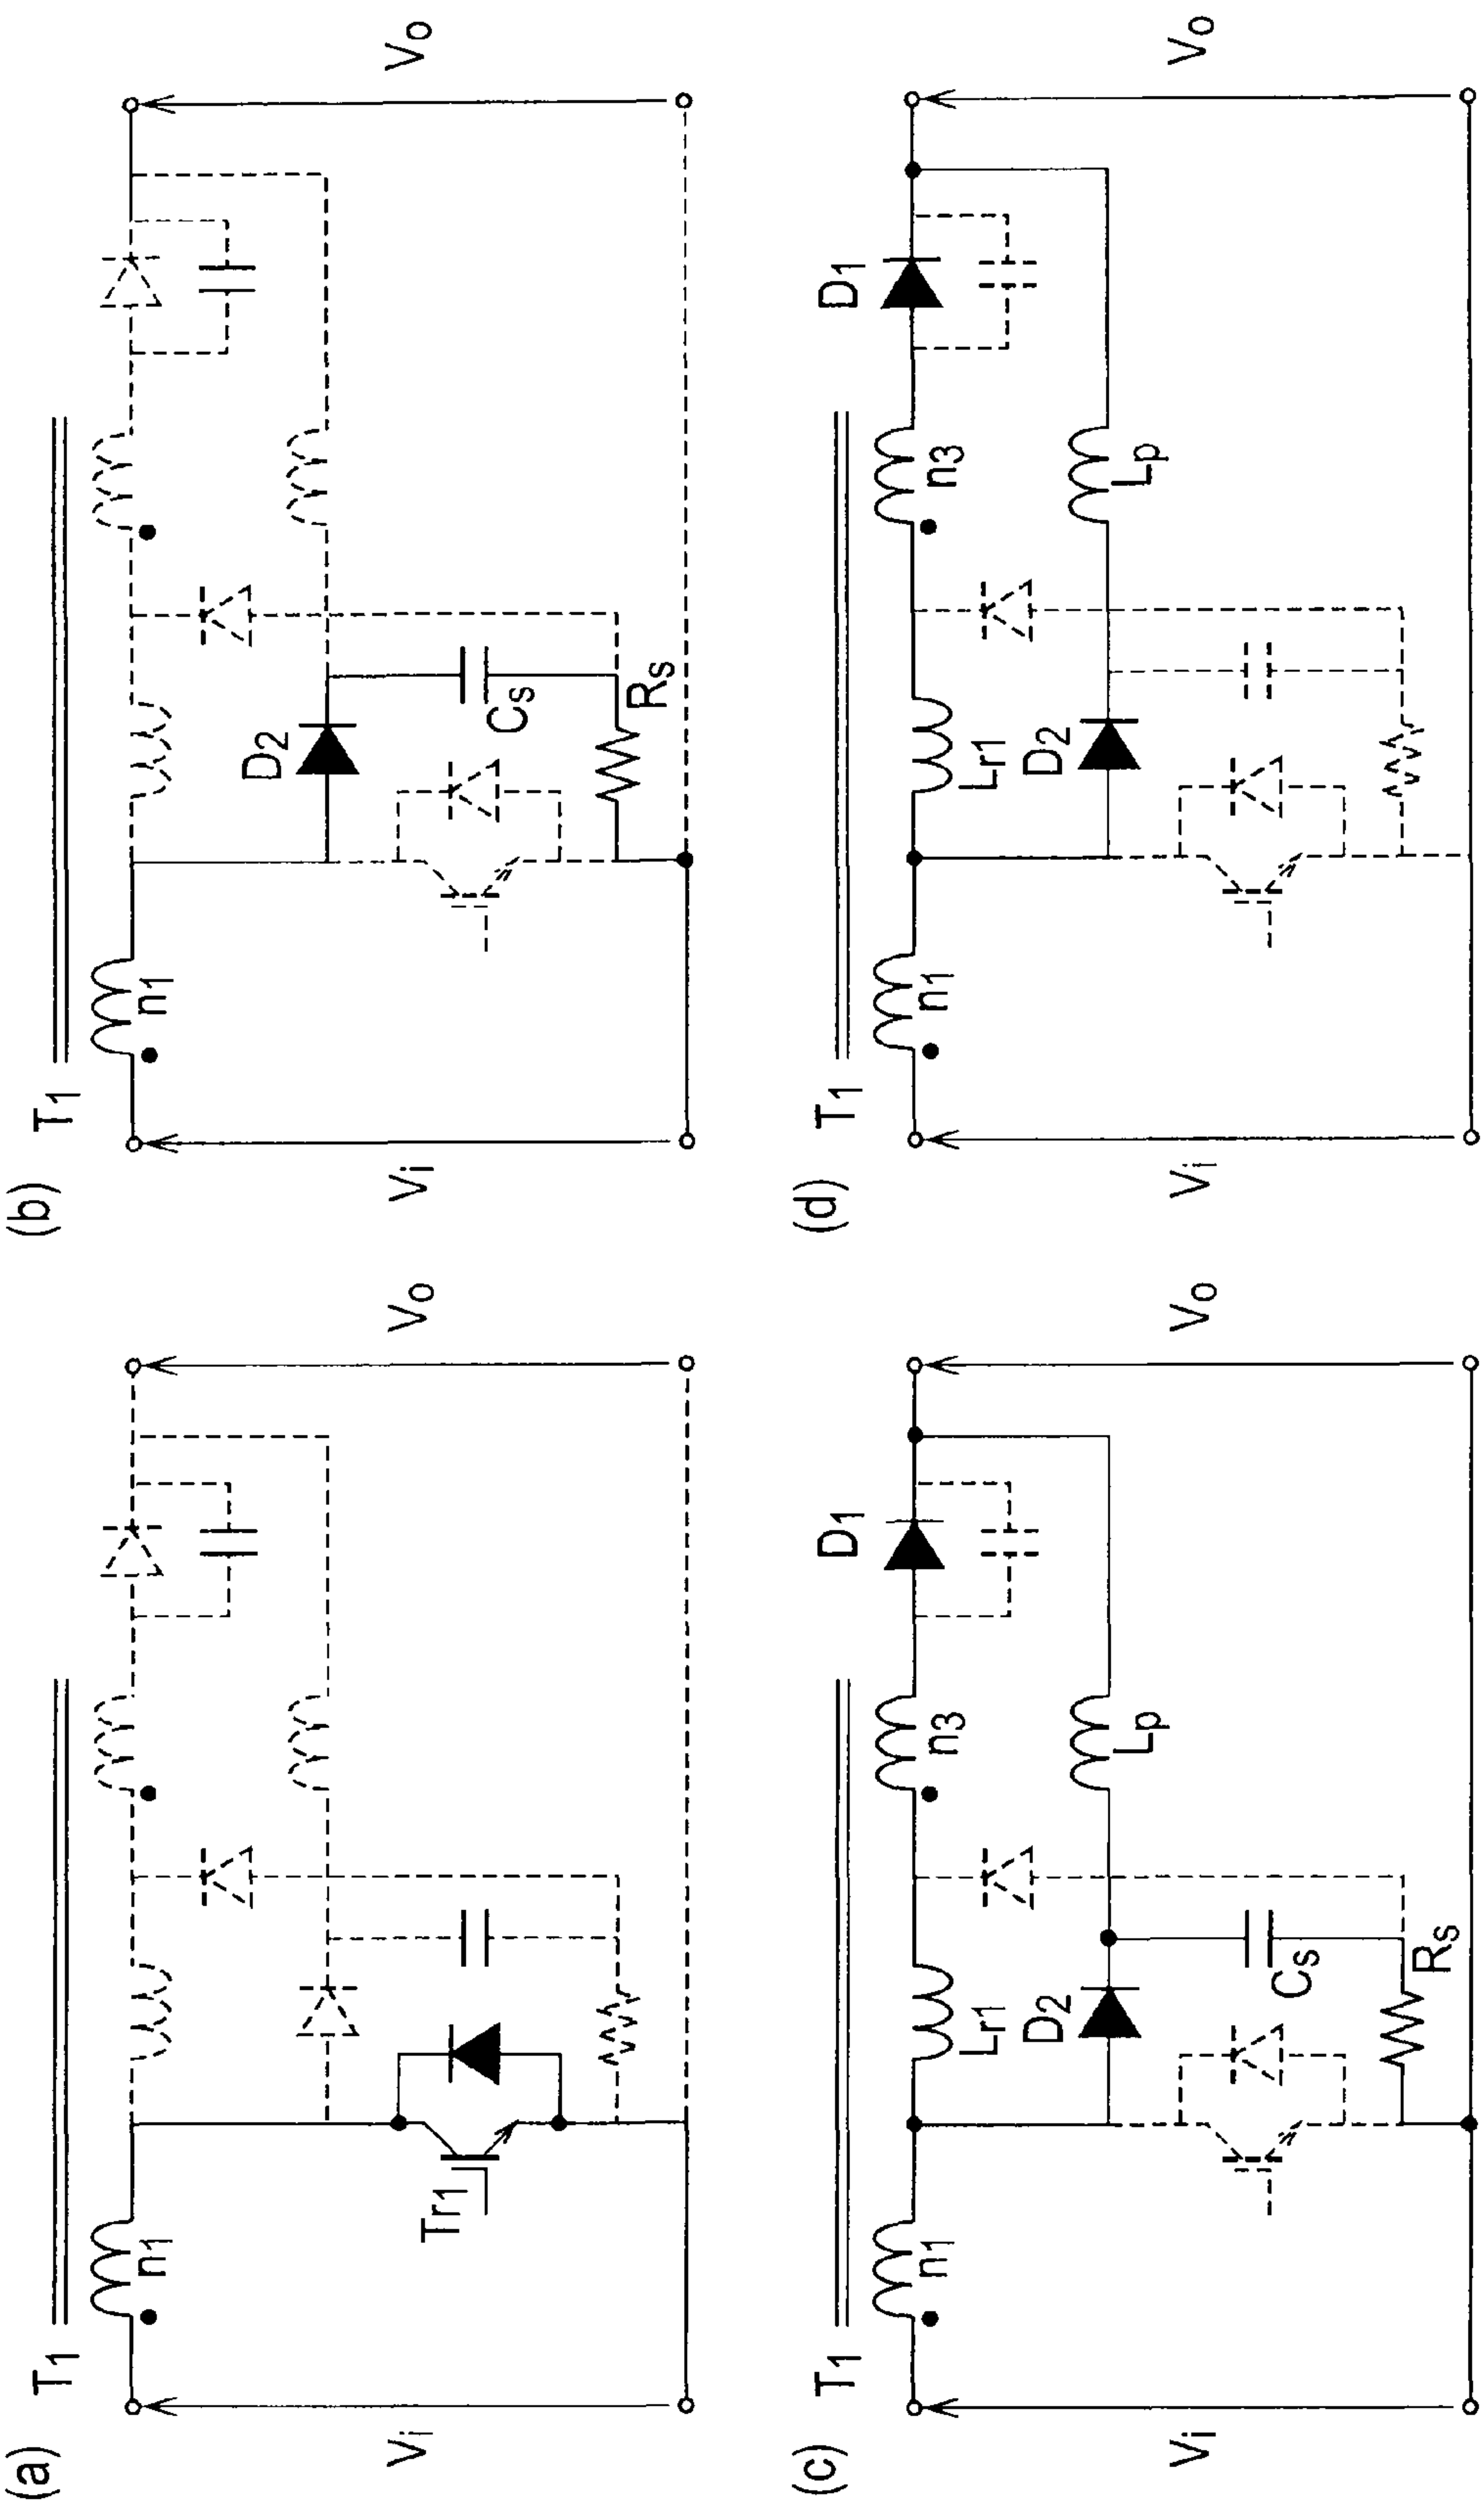 (a)
T1
n1
Tr1
Vi
Vo
(b)
T1
n1
D2
Cs
Rs
Vi
Vo
(c)
T1
n1
Lr1
n3
D1
D2
Lp
Cs
Rs
Vi
Vo
(d)
T1
n1
Lr1
n3
D1
D2
Lp
Vi
Vo